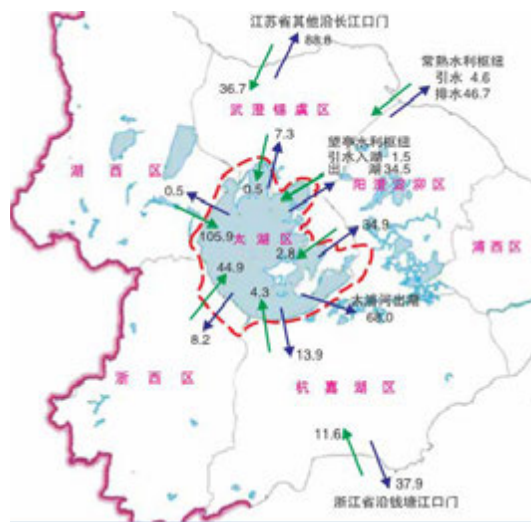 江苏省其他沿长江口门
88.8
36.7
常熟水利枢纽
引水 4.6
排水46.7
武澄锡虞区
7.3
望亭水利枢纽
引水入湖 1.5
出 湖34.5
湖西区
0.5
0.5
阳澄淀泖区
105.9
太湖区
2.8
34.9
浦西区
44.9
4.3
太浦河出湖
68.0
8.2
13.9
浙西区
杭嘉湖区
11.6
37.9
浙江省沿钱塘江口门